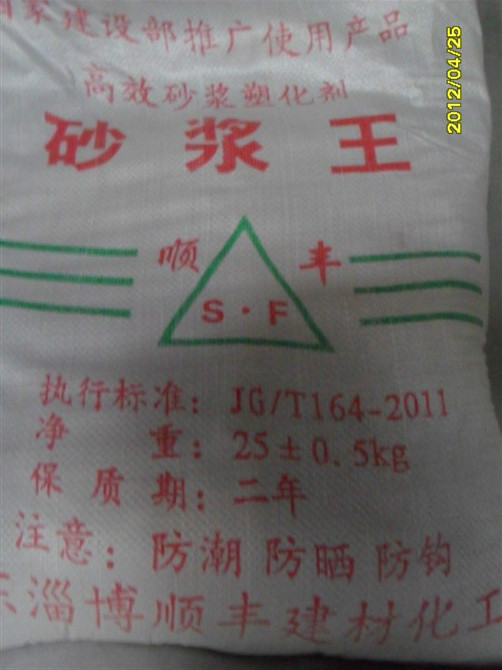 国家建设部推广使用产品
2012/04/25
高效砂浆塑化剂
砂浆王
顺 丰
S·F
执行标准：JG/T164-2011
净 重：25±0.5kg
保质期：二年
注意：防潮 防晒 防钩
东淄博顺丰建材化工